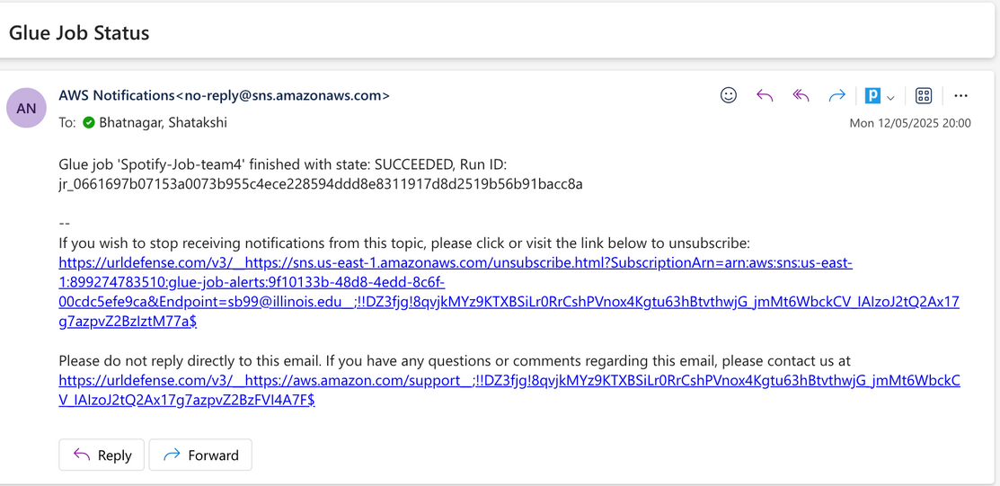 Glue Job Status
AN
AWS Notifications<no-reply@sns.amazonaws.com>
To: Bhatnagar, Shatakshi
Mon 12/05/2025 20:00
Glue job 'Spotify-Job-team4' finished with state: SUCCEEDED, Run ID:
jr_0661697b07153a0073b955c4ece228594ddd8e8311917d8d2519b56b91bacc8a
--
If you wish to stop receiving notifications from this topic, please click or visit the link below to unsubscribe:
https://urldefense.com/v3/__https://sns.us-east-1.amazonaws.com/unsubscribe.html?SubscriptionArn=arn:aws:sns:us-east-
1:899274783510:glue-job-alerts:9f10133b-48d8-4edd-8c6f-
00cdc5efe9ca&Endpoint=sb99@illinois.edu__;!!DZ3fjg!8qvjkMYz9KTXBSiLr0RrCshPVnox4Kgtu63hBtvthwjG_jmMt6WbckCV_IAIzoJ2tQ2Ax17
g7azpvZ2BzIztM77a$
Please do not reply directly to this email. If you have any questions or comments regarding this email, please contact us at
https://urldefense.com/v3/__https://aws.amazon.com/support__;!!DZ3fjg!8qvjkMYz9KTXBSiLr0RrCshPVnox4Kgtu63hBtvthwjG_jmMt6WbckC
V_IAIzoJ2tQ2Ax17g7azpvZ2BzFVI4A7F$
Reply
Forward